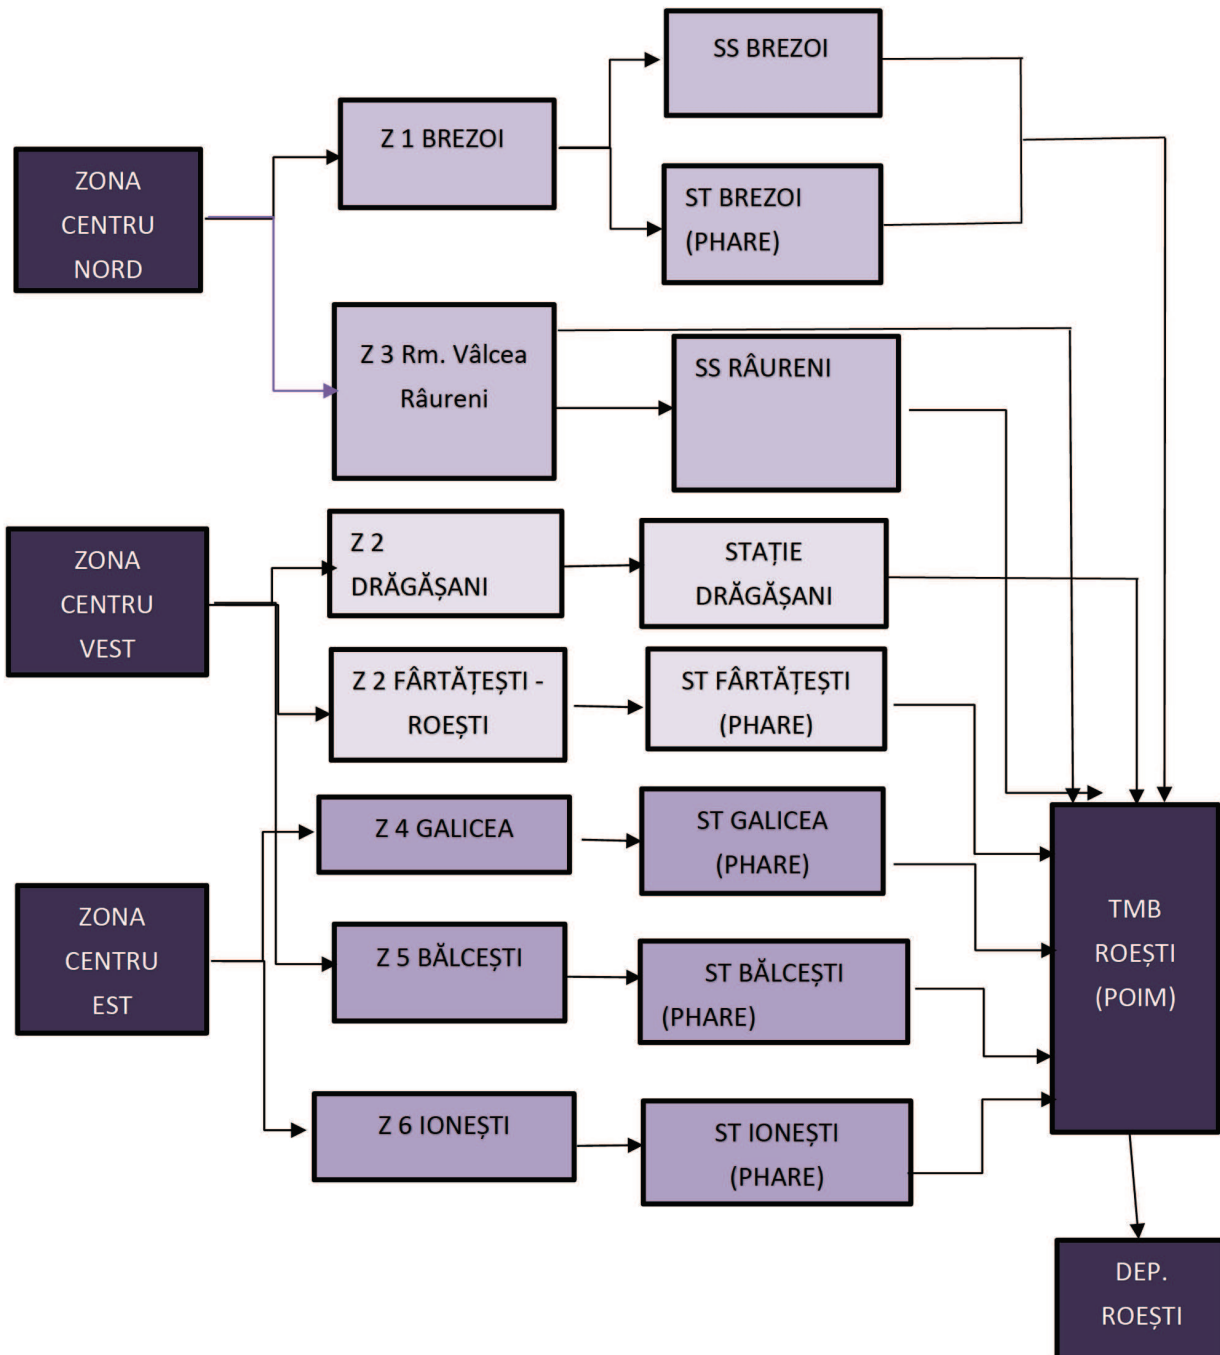 ZONA
CENTRU
NORD
Z 1 BREZOI
SS BREZOI
ST BREZOI
(PHARE)
Z 3 Rm. Vâlcea
Râureni
SS RÂURENI
ZONA
CENTRU
VEST
Z 2
DRĂGĂȘANI
STAȚIE
DRĂGĂȘANI
Z 2 FÂRTĂȚEȘTI -
ROEȘTI
ST FÂRTĂȚEȘTI
(PHARE)
Z 4 GALICEA
ST GALICEA
(PHARE)
ZONA
CENTRU
EST
Z 5 BĂLCEȘTI
ST BĂLCEȘTI
(PHARE)
Z 6 IONEȘTI
ST IONEȘTI
(PHARE)
TMB
ROEȘTI
(POIM)
DEP.
ROEȘTI